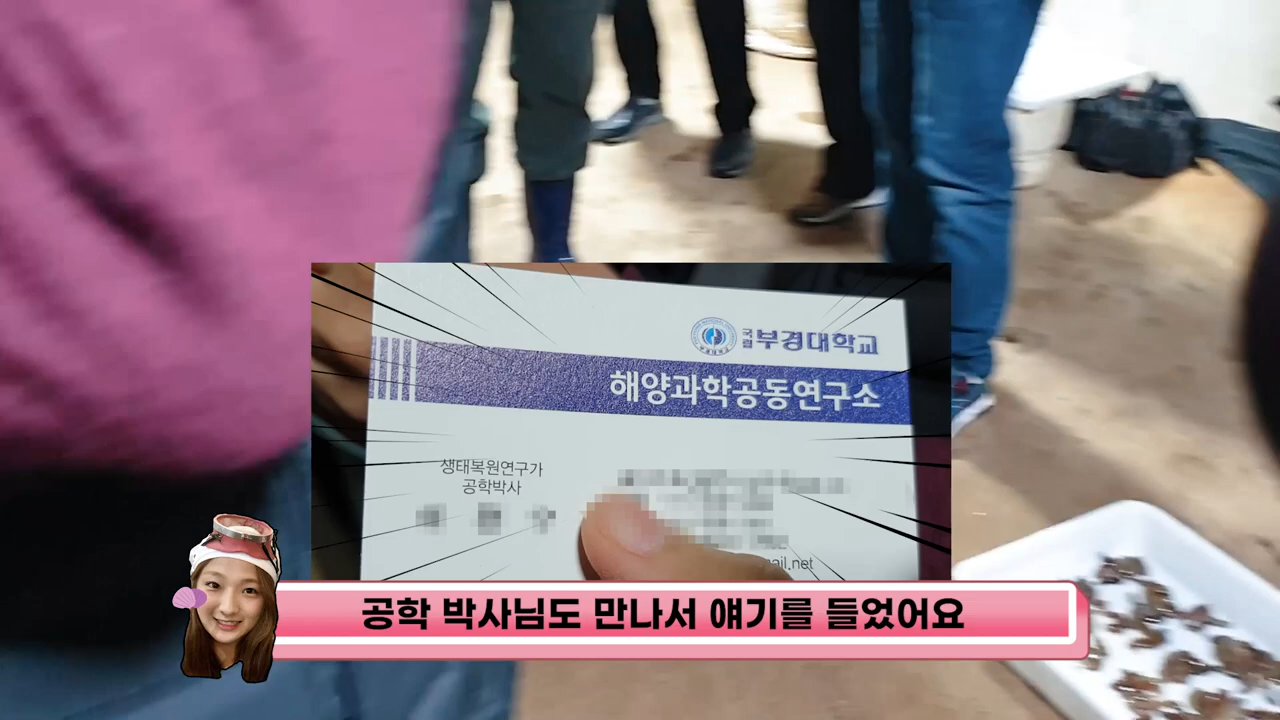 국립 부경대학교
해양과학공동연구소
생태복원연구가
공학박사
ail.net
공학 박사님도 만나서 얘기를 들었어요